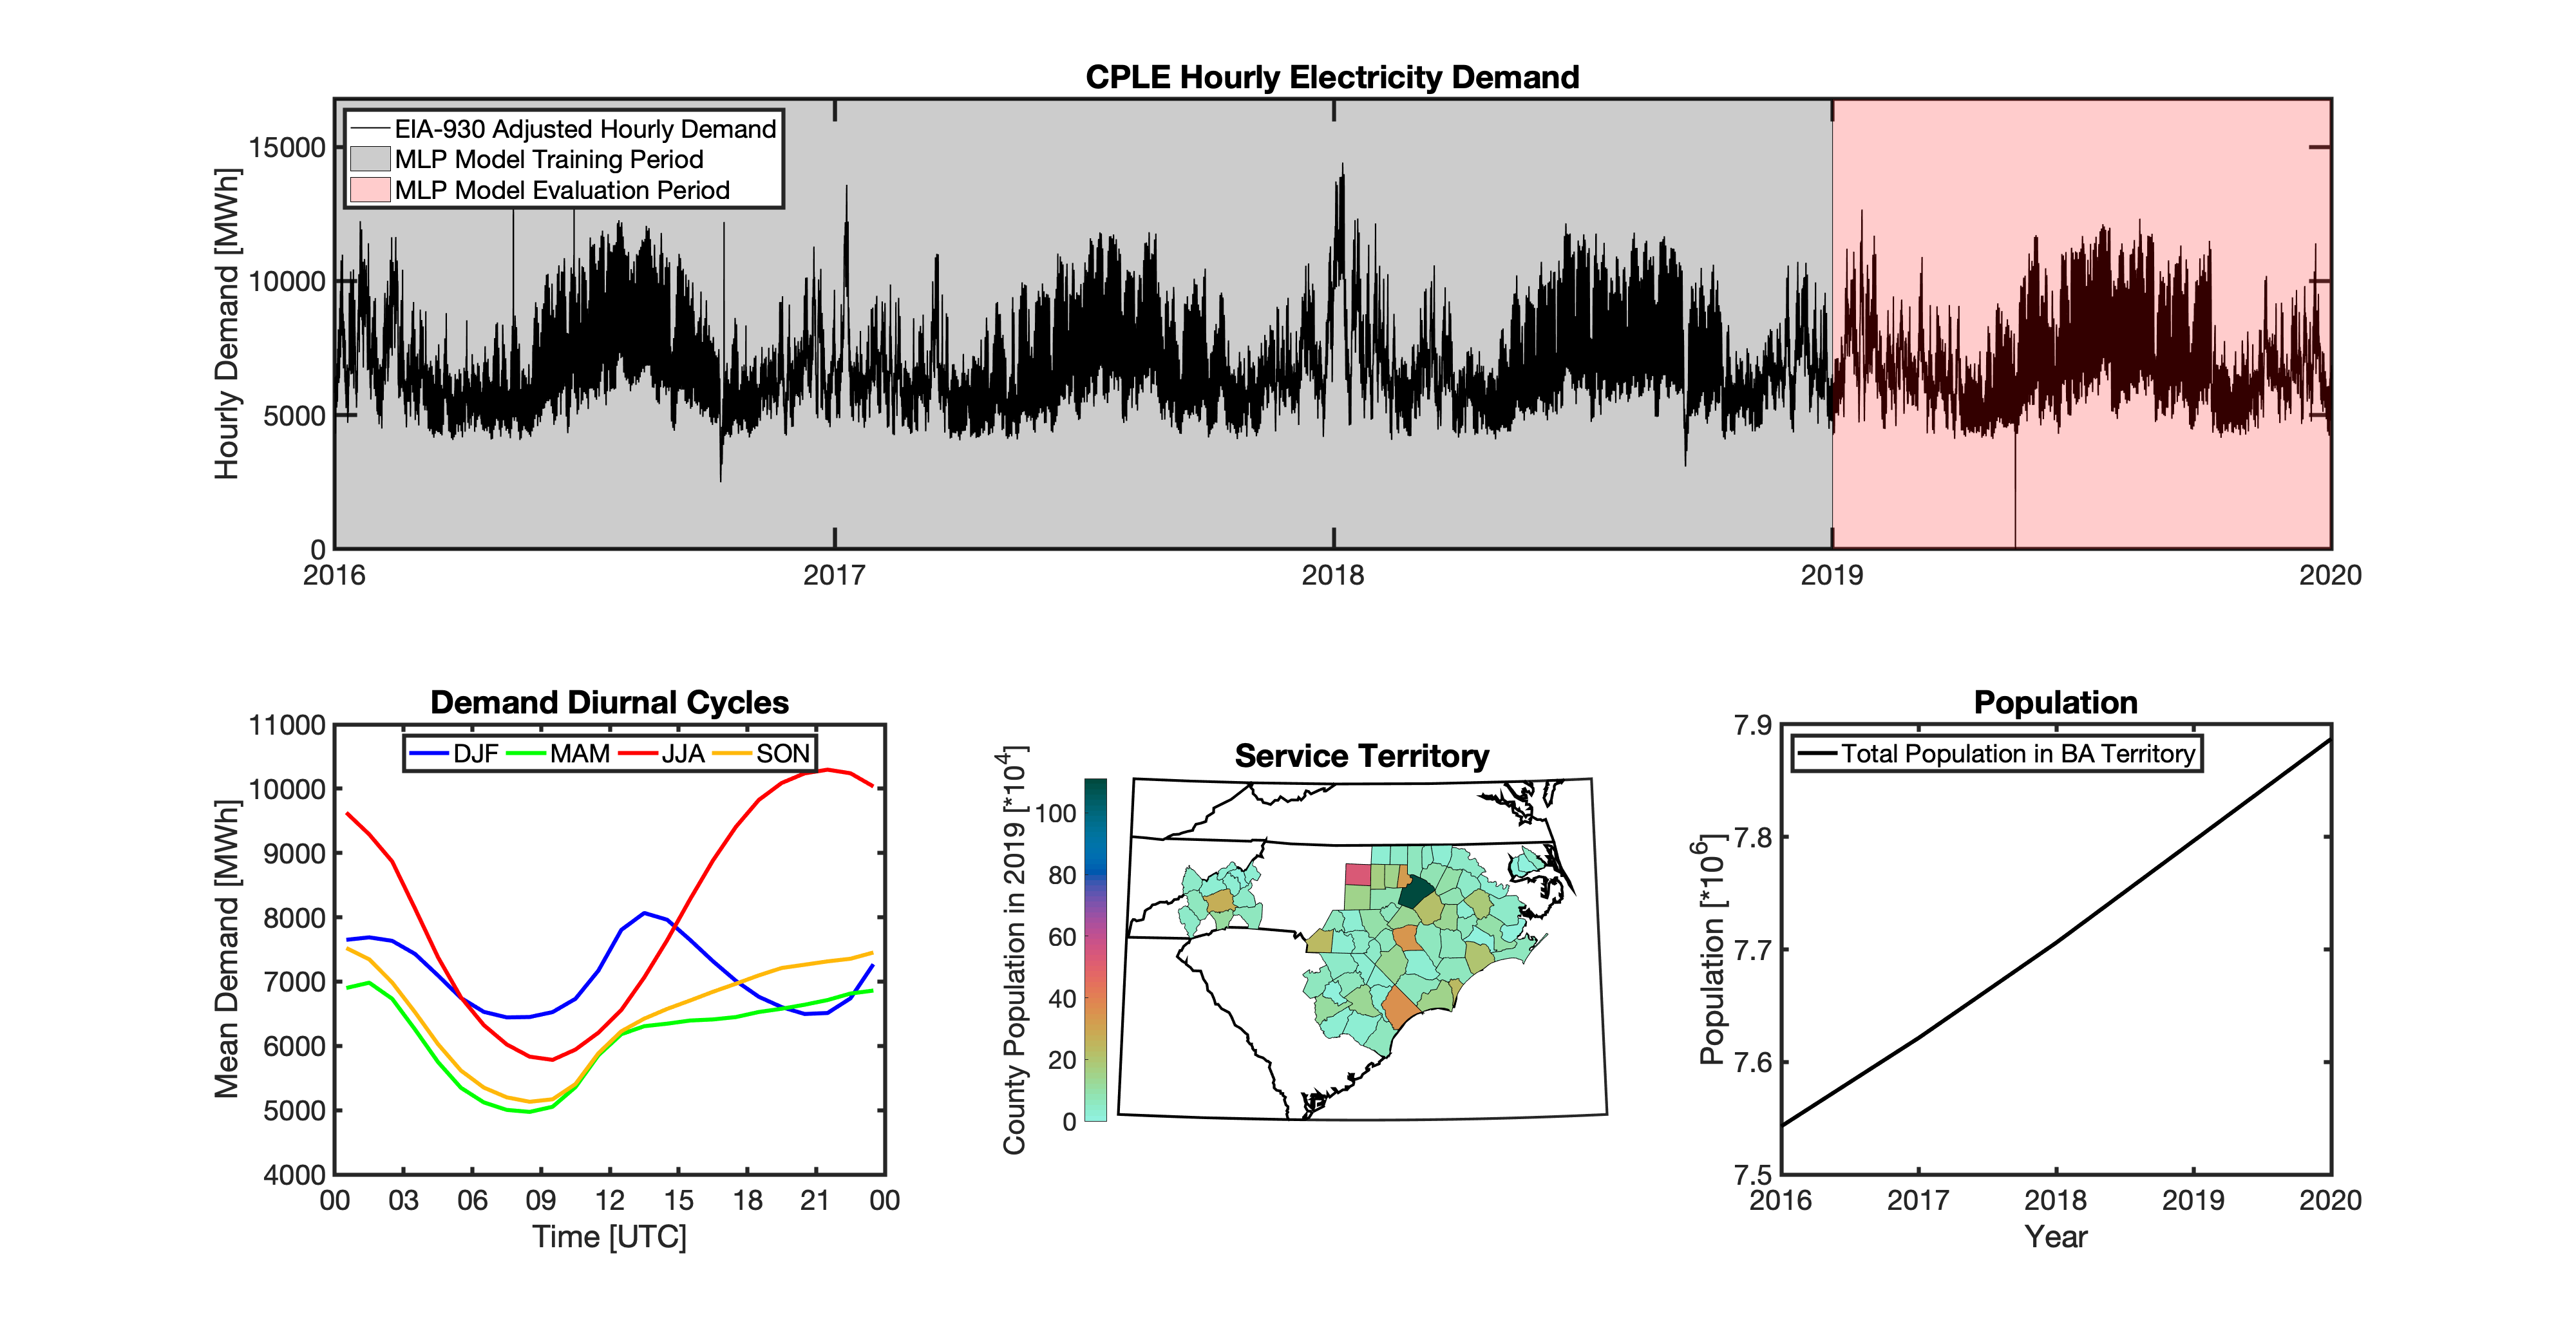 CPLE Hourly Electricity Demand
EIA-930 Adjusted Hourly Demand
MLP Model Training Period
MLP Model Evaluation Period
Hourly Demand [MWh]
15000
10000
5000
0
2016 2017 2018 2019 2020
Demand Diurnal Cycles
DJF MAM JJA SON
Mean Demand [MWh]
11000
10000
9000
8000
7000
6000
5000
4000
00 03 06 09 12 15 18 21 00
Time [UTC]
Service Territory
County Population in 2019 [*10^4]
100
80
60
40
20
0
Population
Total Population in BA Territory
Population [*10^6]
7.9
7.8
7.7
7.6
7.5
2016 2017 2018 2019 2020
Year